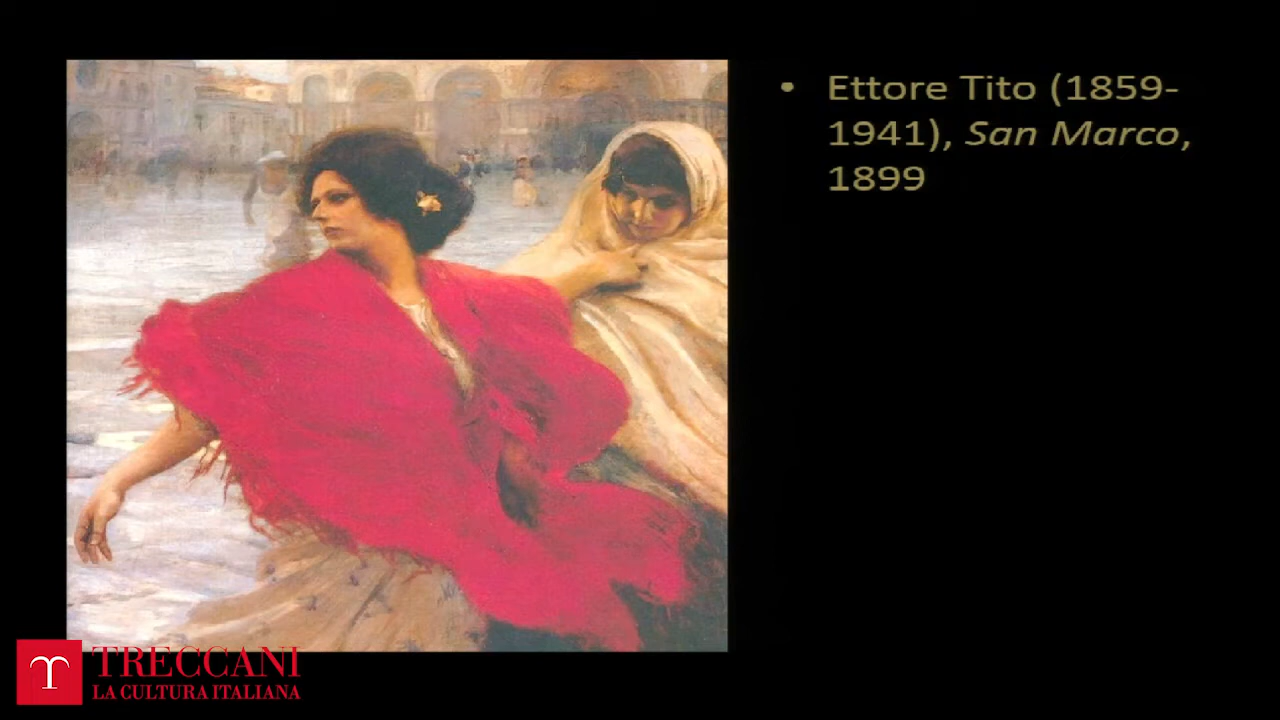 • Ettore Tito (1859-
1941), San Marco,
1899
TRECCANI
LA CULTURA ITALIANA